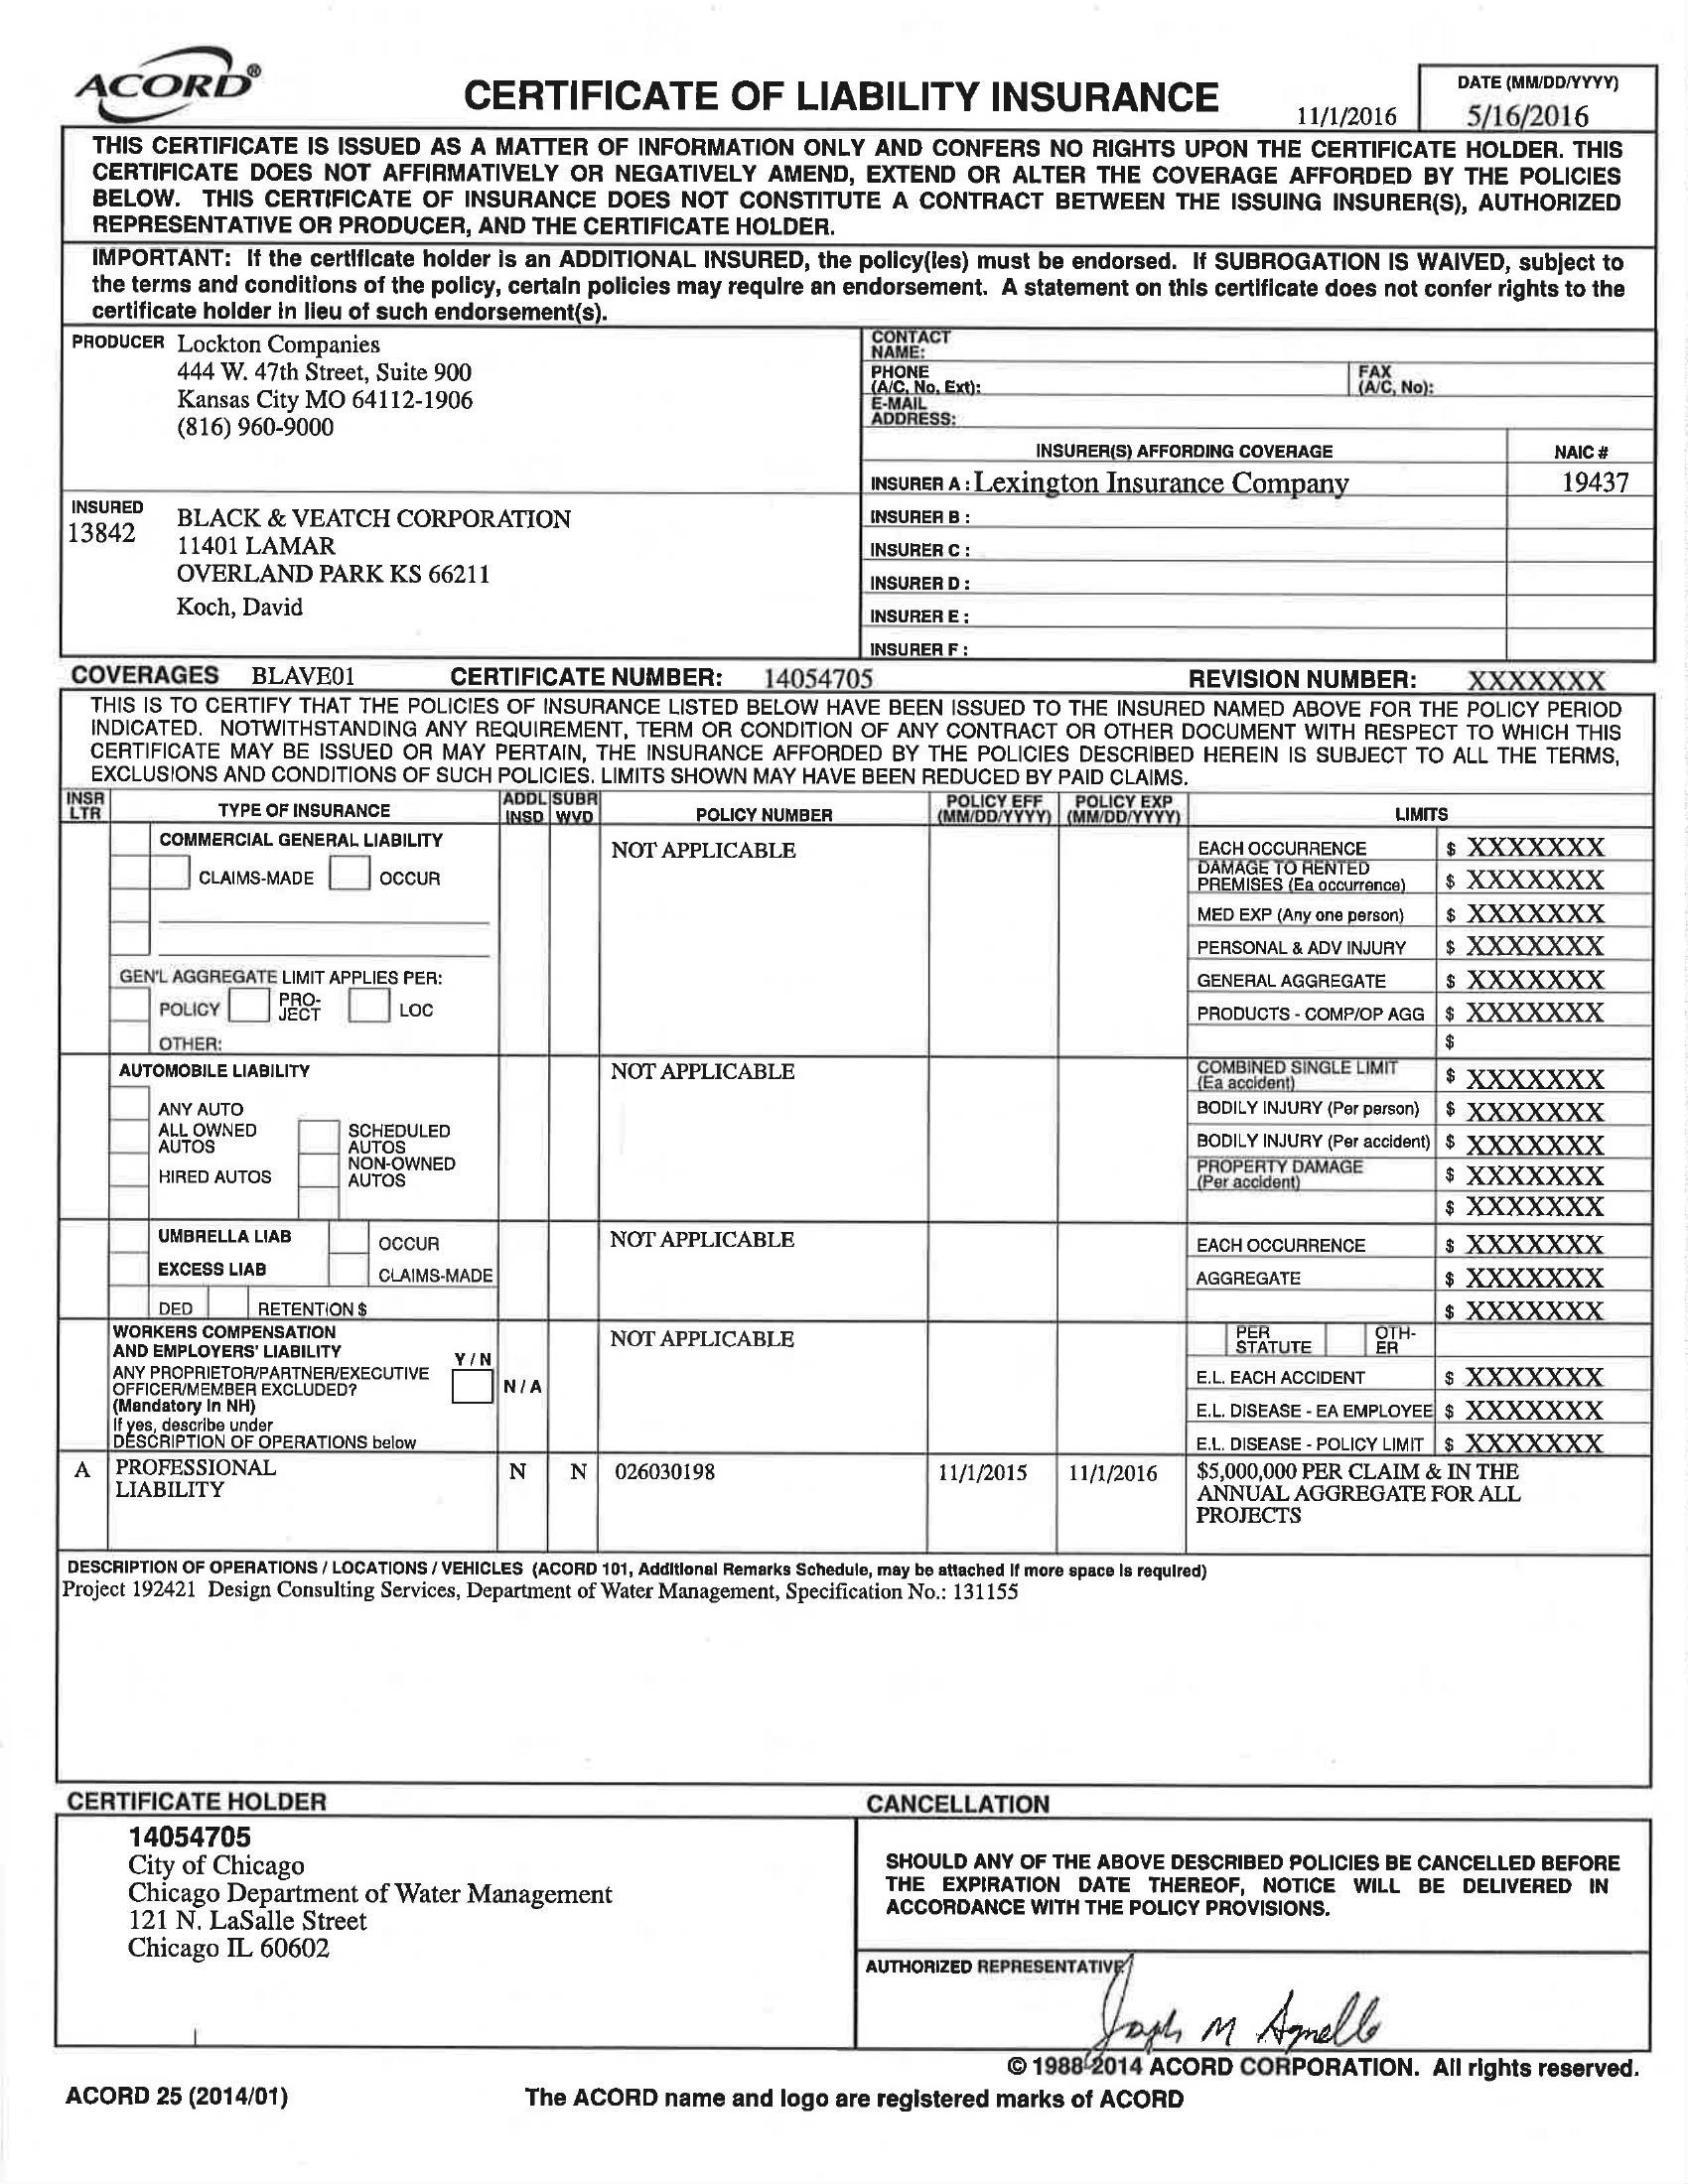 ACORD®
CERTIFICATE OF LIABILITY INSURANCE
11/1/2016
DATE (MM/DD/YYYY)
5/16/2016
THIS CERTIFICATE IS ISSUED AS A MATTER OF INFORMATION ONLY AND CONFERS NO RIGHTS UPON THE CERTIFICATE HOLDER. THIS
CERTIFICATE DOES NOT AFFIRMATIVELY OR NEGATIVELY AMEND, EXTEND OR ALTER THE COVERAGE AFFORDED BY THE POLICIES
BELOW. THIS CERTIFICATE OF INSURANCE DOES NOT CONSTITUTE A CONTRACT BETWEEN THE ISSUING INSURER(S), AUTHORIZED
REPRESENTATIVE OR PRODUCER, AND THE CERTIFICATE HOLDER.
IMPORTANT: If the certificate holder is an ADDITIONAL INSURED, the policy(ies) must be endorsed. If SUBROGATION IS WAIVED, subject to
the terms and conditions of the policy, certain policies may require an endorsement. A statement on this certificate does not confer rights to the
certificate holder in lieu of such endorsement(s).
PRODUCER Lockton Companies
444 W. 47th Street, Suite 900
Kansas City MO 64112-1906
(816) 960-9000
CONTACT
NAME:
PHONE
(A/C, No, Ext):
FAX
(A/C, No):
E-MAIL
ADDRESS:
INSURER(S) AFFORDING COVERAGE NAIC #
INSURER A : Lexington Insurance Company 19437
INSURED
13842
BLACK & VEATCH CORPORATION
11401 LAMAR
OVERLAND PARK KS 66211
Koch, David
INSURER B :
INSURER C :
INSURER D :
INSURER E :
INSURER F :
COVERAGES BLAVE01 CERTIFICATE NUMBER: 14054705 REVISION NUMBER: XXXXXXX
THIS IS TO CERTIFY THAT THE POLICIES OF INSURANCE LISTED BELOW HAVE BEEN ISSUED TO THE INSURED NAMED ABOVE FOR THE POLICY PERIOD
INDICATED. NOTWITHSTANDING ANY REQUIREMENT, TERM OR CONDITION OF ANY CONTRACT OR OTHER DOCUMENT WITH RESPECT TO WHICH THIS
CERTIFICATE MAY BE ISSUED OR MAY PERTAIN, THE INSURANCE AFFORDED BY THE POLICIES DESCRIBED HEREIN IS SUBJECT TO ALL THE TERMS,
EXCLUSIONS AND CONDITIONS OF SUCH POLICIES. LIMITS SHOWN MAY HAVE BEEN REDUCED BY PAID CLAIMS.
INSR
LTR
TYPE OF INSURANCE
ADDL SUBR
INSD WVD
POLICY NUMBER
POLICY EFF
(MM/DD/YYYY)
POLICY EXP
(MM/DD/YYYY)
LIMITS
COMMERCIAL GENERAL LIABILITY
CLAIMS-MADE OCCUR
GEN'L AGGREGATE LIMIT APPLIES PER:
POLICY PRO-
JECT LOC
OTHER:
NOT APPLICABLE
EACH OCCURRENCE $ XXXXXXX
DAMAGE TO RENTED
PREMISES (Ea occurrence) $ XXXXXXX
MED EXP (Any one person) $ XXXXXXX
PERSONAL & ADV INJURY $ XXXXXXX
GENERAL AGGREGATE $ XXXXXXX
PRODUCTS - COMP/OP AGG $ XXXXXXX
$
AUTOMOBILE LIABILITY
ANY AUTO
ALL OWNED
AUTOS
SCHEDULED
AUTOS
HIRED AUTOS
NON-OWNED
AUTOS
NOT APPLICABLE
COMBINED SINGLE LIMIT
(Ea accident) $ XXXXXXX
BODILY INJURY (Per person) $ XXXXXXX
BODILY INJURY (Per accident) $ XXXXXXX
PROPERTY DAMAGE
(Per accident) $ XXXXXXX
$ XXXXXXX
UMBRELLA LIAB OCCUR
EXCESS LIAB CLAIMS-MADE
DED RETENTION $
NOT APPLICABLE
EACH OCCURRENCE $ XXXXXXX
AGGREGATE $ XXXXXXX
$ XXXXXXX
WORKERS COMPENSATION
AND EMPLOYERS' LIABILITY
Y / N
ANY PROPRIETOR/PARTNER/EXECUTIVE
OFFICER/MEMBER EXCLUDED?
(Mandatory in NH)
If yes, describe under
DESCRIPTION OF OPERATIONS below
N / A
NOT APPLICABLE
PER
STATUTE
OTH-
ER
E.L. EACH ACCIDENT $ XXXXXXX
E.L. DISEASE - EA EMPLOYEE $ XXXXXXX
E.L. DISEASE - POLICY LIMIT $ XXXXXXX
A PROFESSIONAL
LIABILITY
N N 026030198 11/1/2015 11/1/2016
$5,000,000 PER CLAIM & IN THE
ANNUAL AGGREGATE FOR ALL
PROJECTS
DESCRIPTION OF OPERATIONS / LOCATIONS / VEHICLES (ACORD 101, Additional Remarks Schedule, may be attached if more space is required)
Project 192421 Design Consulting Services, Department of Water Management, Specification No.: 131155
CERTIFICATE HOLDER
14054705
City of Chicago
Chicago Department of Water Management
121 N. LaSalle Street
Chicago IL 60602
CANCELLATION
SHOULD ANY OF THE ABOVE DESCRIBED POLICIES BE CANCELLED BEFORE
THE EXPIRATION DATE THEREOF, NOTICE WILL BE DELIVERED IN
ACCORDANCE WITH THE POLICY PROVISIONS.
AUTHORIZED REPRESENTATIVE
M Agnello
© 1988-2014 ACORD CORPORATION. All rights reserved.
ACORD 25 (2014/01) The ACORD name and logo are registered marks of ACORD